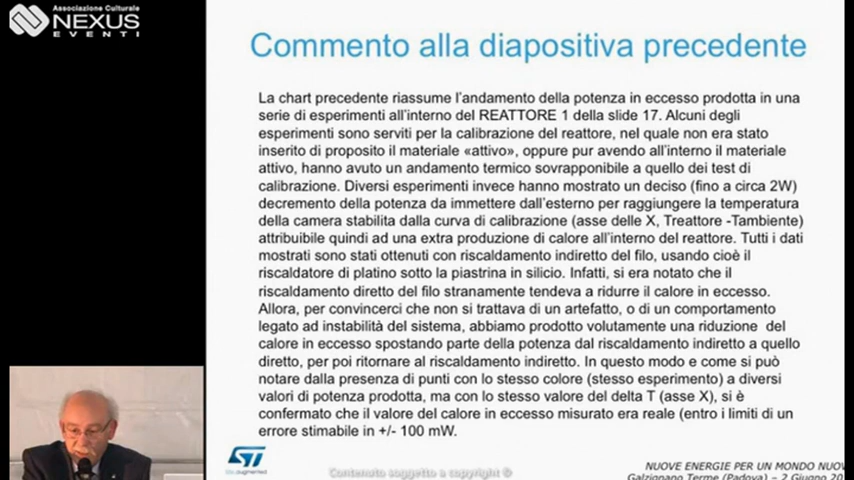 Associazione Culturale
NEXUS
EVENTI
Commento alla diapositiva precedente
La chart precedente riassume l'andamento della potenza in eccesso prodotta in una
serie di esperimenti all'interno del REATTORE 1 della slide 17. Alcuni degli
esperimenti sono serviti per la calibrazione del reattore, nel quale non era stato
inserito di proposito il materiale «attivo», oppure pur avendo all'interno il materiale
attivo, hanno avuto un andamento termico sovrapponibile a quello dei test di
calibrazione. Diversi esperimenti invece hanno mostrato un deciso (fino a circa 2W)
decremento della potenza da immettere dall'esterno per raggiungere la temperatura
della camera stabilita dalla curva di calibrazione (asse delle X, Treattore -Tambiente)
attribuibile quindi ad una extra produzione di calore all'interno del reattore. Tutti i dati
mostrati sono stati ottenuti con riscaldamento indiretto del filo, usando cioè il
riscaldatore di platino sotto la piastrina in silicio. Infatti, si era notato che il
riscaldamento diretto del filo stranamente tendeva a ridurre il calore in eccesso.
Allora, per convincerci che non si trattava di un artefatto, o di un comportamento
legato ad instabilità del sistema, abbiamo prodotto volutamente una riduzione del
calore in eccesso spostando parte della potenza dal riscaldamento indiretto a quello
diretto, per poi ritornare al riscaldamento indiretto. In questo modo e come si può
notare dalla presenza di punti con lo stesso colore (stesso esperimento) a diversi
valori di potenza prodotta, ma con lo stesso valore del delta T (asse X), si è
confermato che il valore del calore in eccesso misurato era reale (entro i limiti di un
errore stimabile in +/- 100 mW.
ST
life.augmented
Contenuto soggetto a copyright ©
NUOVE ENERGIE PER UN MONDO NUOV
Galzignano Terme (Padova) – 2 Giugno 20